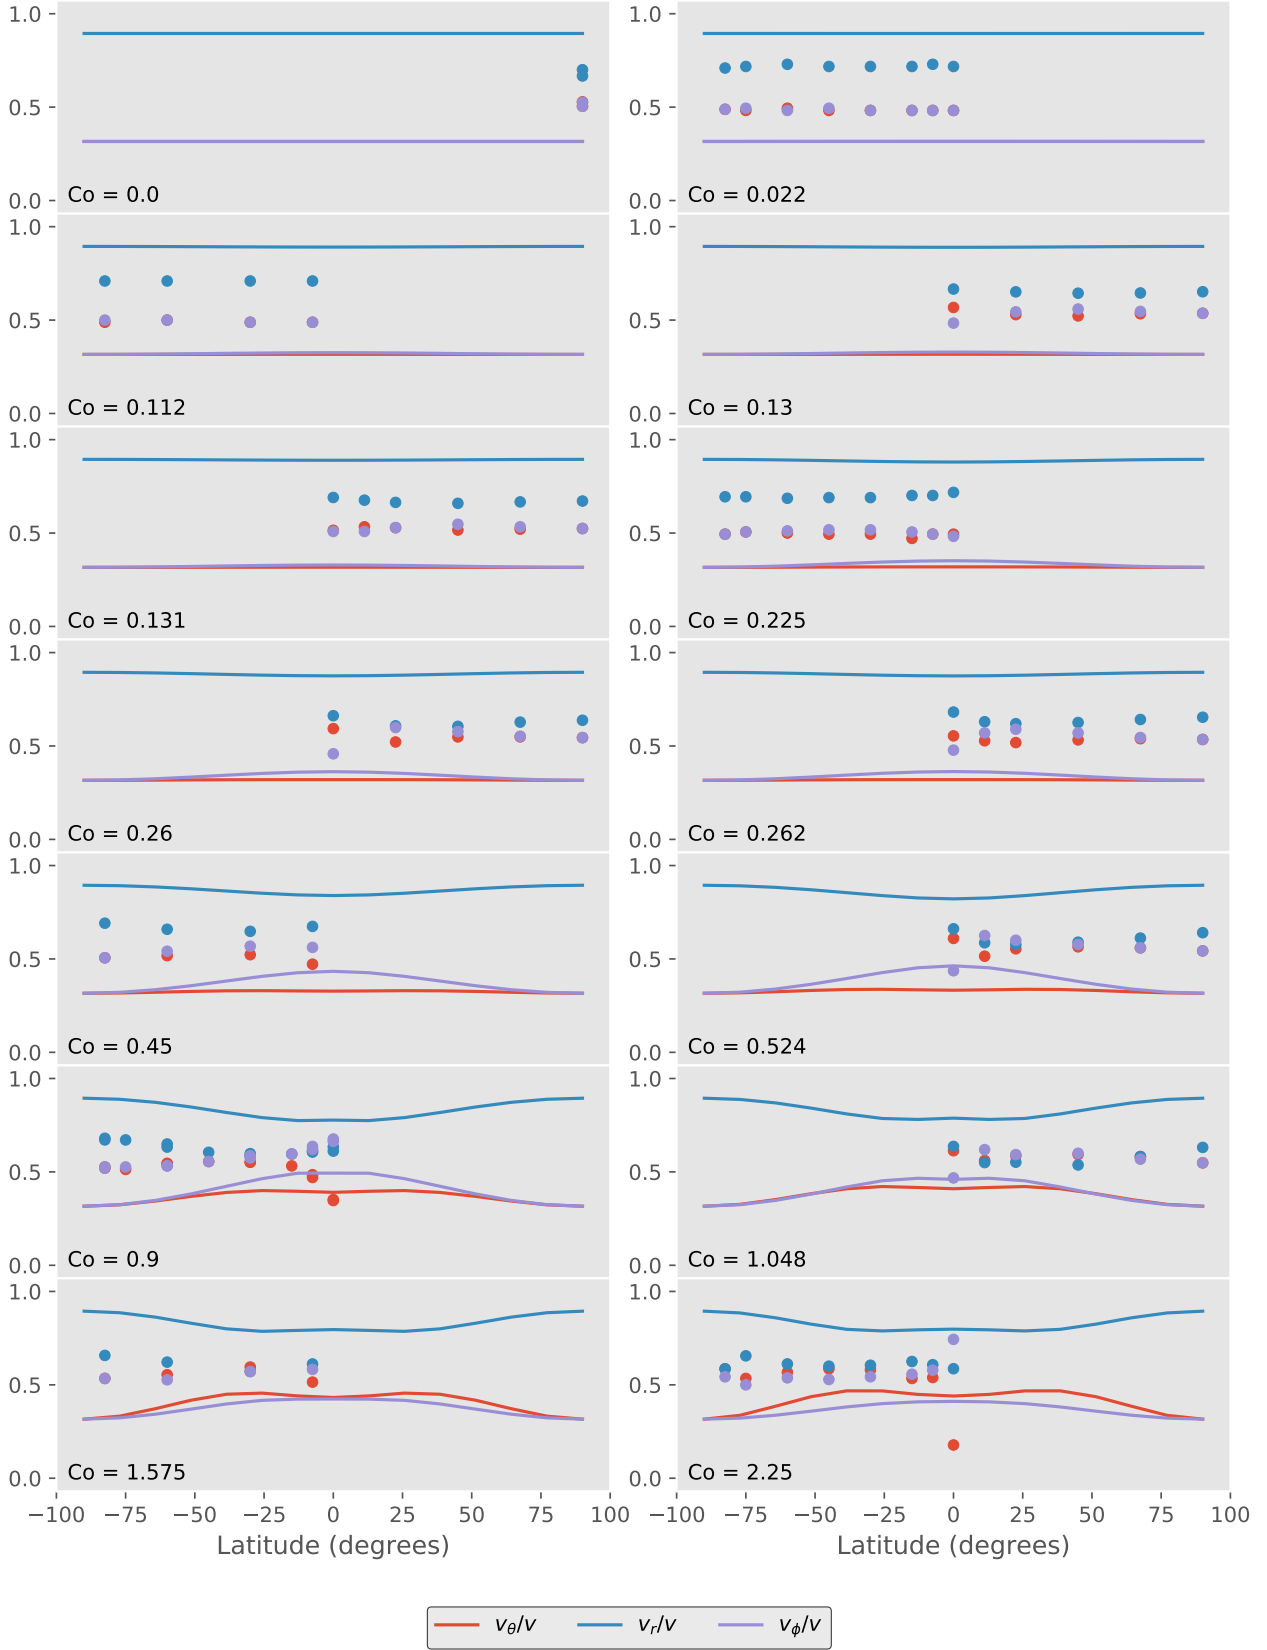 1.0
0.5
0.0
Co = 0.0
Co = 0.022
1.0
0.5
0.0
1.0
0.5
0.0
Co = 0.112
1.0
0.5
0.0
Co = 0.13
1.0
0.5
0.0
Co = 0.131
1.0
0.5
0.0
Co = 0.225
1.0
0.5
0.0
Co = 0.26
1.0
0.5
0.0
Co = 0.262
1.0
0.5
0.0
Co = 0.45
1.0
0.5
0.0
Co = 0.524
1.0
0.5
0.0
Co = 0.9
1.0
0.5
0.0
Co = 1.048
1.0
0.5
0.0
Co = 1.575
1.0
0.5
0.0
Co = 2.25
−100 −75 −50 −25 0 25 50 75 100
Latitude (degrees)
−100 −75 −50 −25 0 25 50 75 100
Latitude (degrees)
v_θ/v v_r/v v_ϕ/v